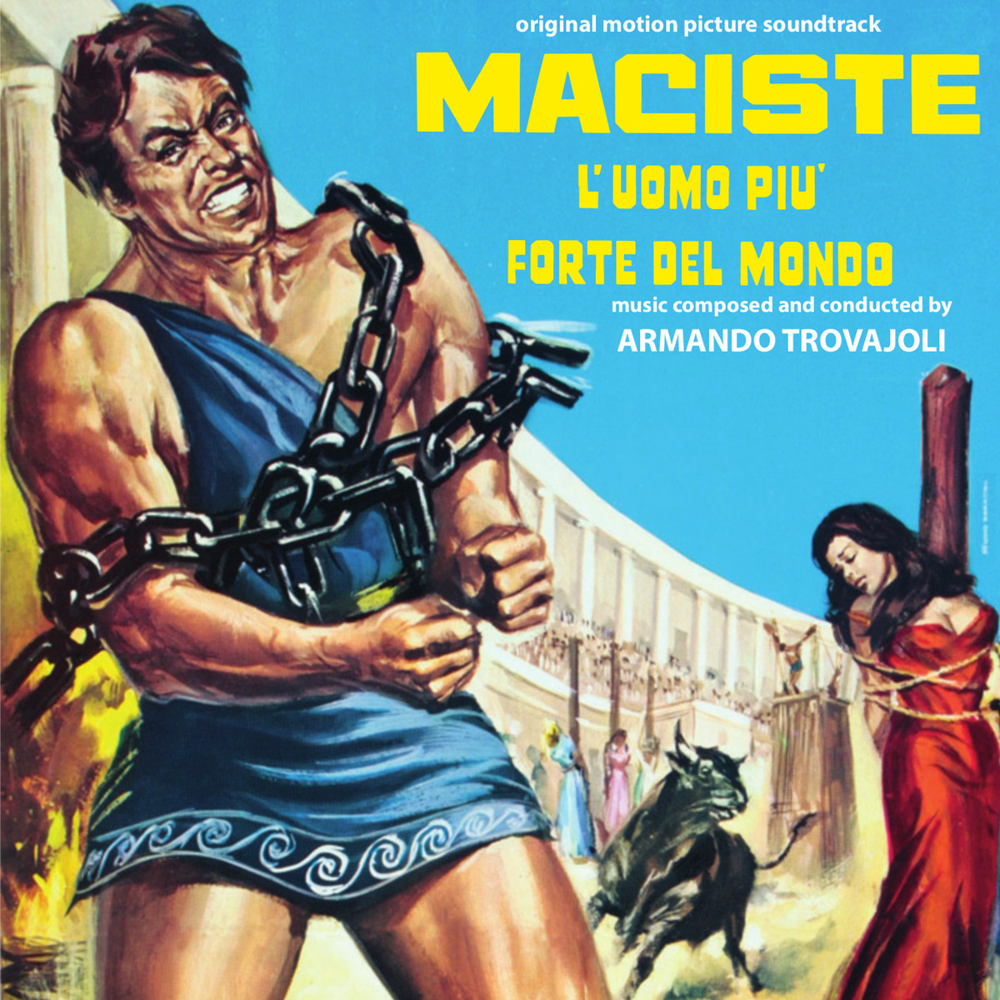 original motion picture soundtrack
MACISTE
L'UOMO PIU'
FORTE DEL MONDO
music composed and conducted by
ARMANDO TROVAJOLI